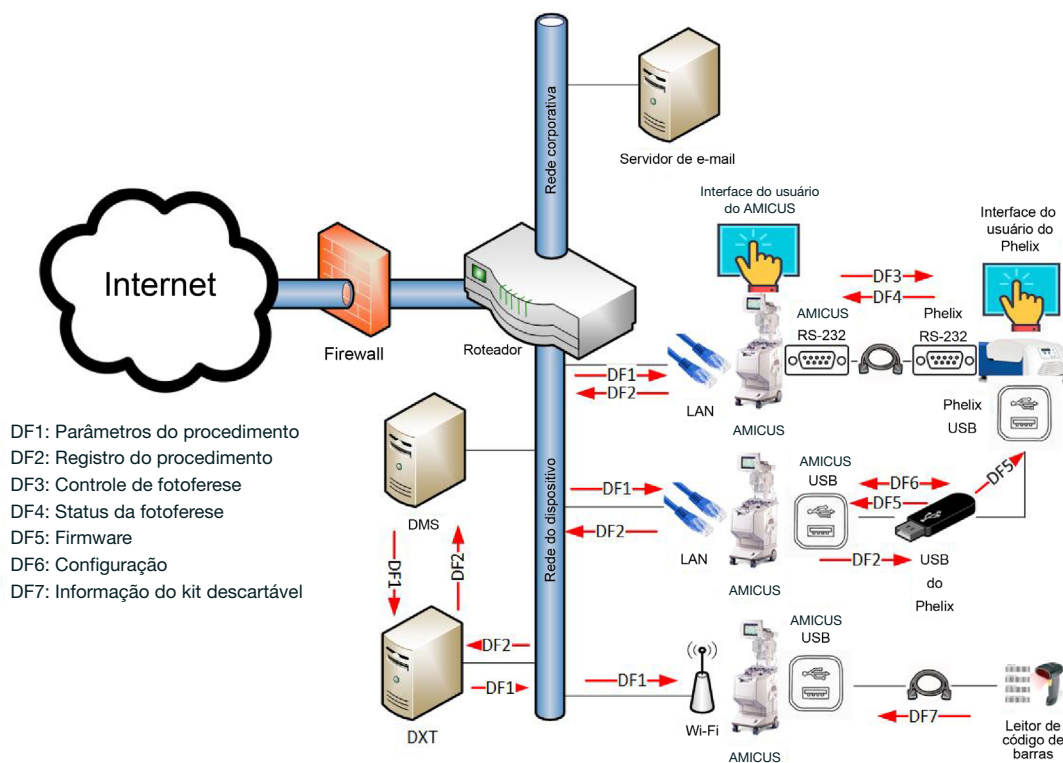 Rede corporativa
Servidor de e-mail
Interface do usuário
do AMICUS
Interface do
usuário do
Phelix
Internet
Firewall
Roteador
DF3
DF4
AMICUS
RS-232
Phelix
RS-232
DF1
DF2
LAN
AMICUS
Phelix
USB
DF1: Parâmetros do procedimento
DF2: Registro do procedimento
DF3: Controle de fotoferese
DF4: Status da fotoferese
DF5: Firmware
DF6: Configuração
DF7: Informação do kit descartável
DMS
DF1
DF2
Rede do dispositivo
DF1
DF2
LAN
AMICUS
AMICUS
USB
DF6
DF5
DF5
DF2
USB
do
Phelix
DF2
DF1
DXT
DF1
Wi-Fi
AMICUS
AMICUS
USB
DF7
Leitor de
código de
barras